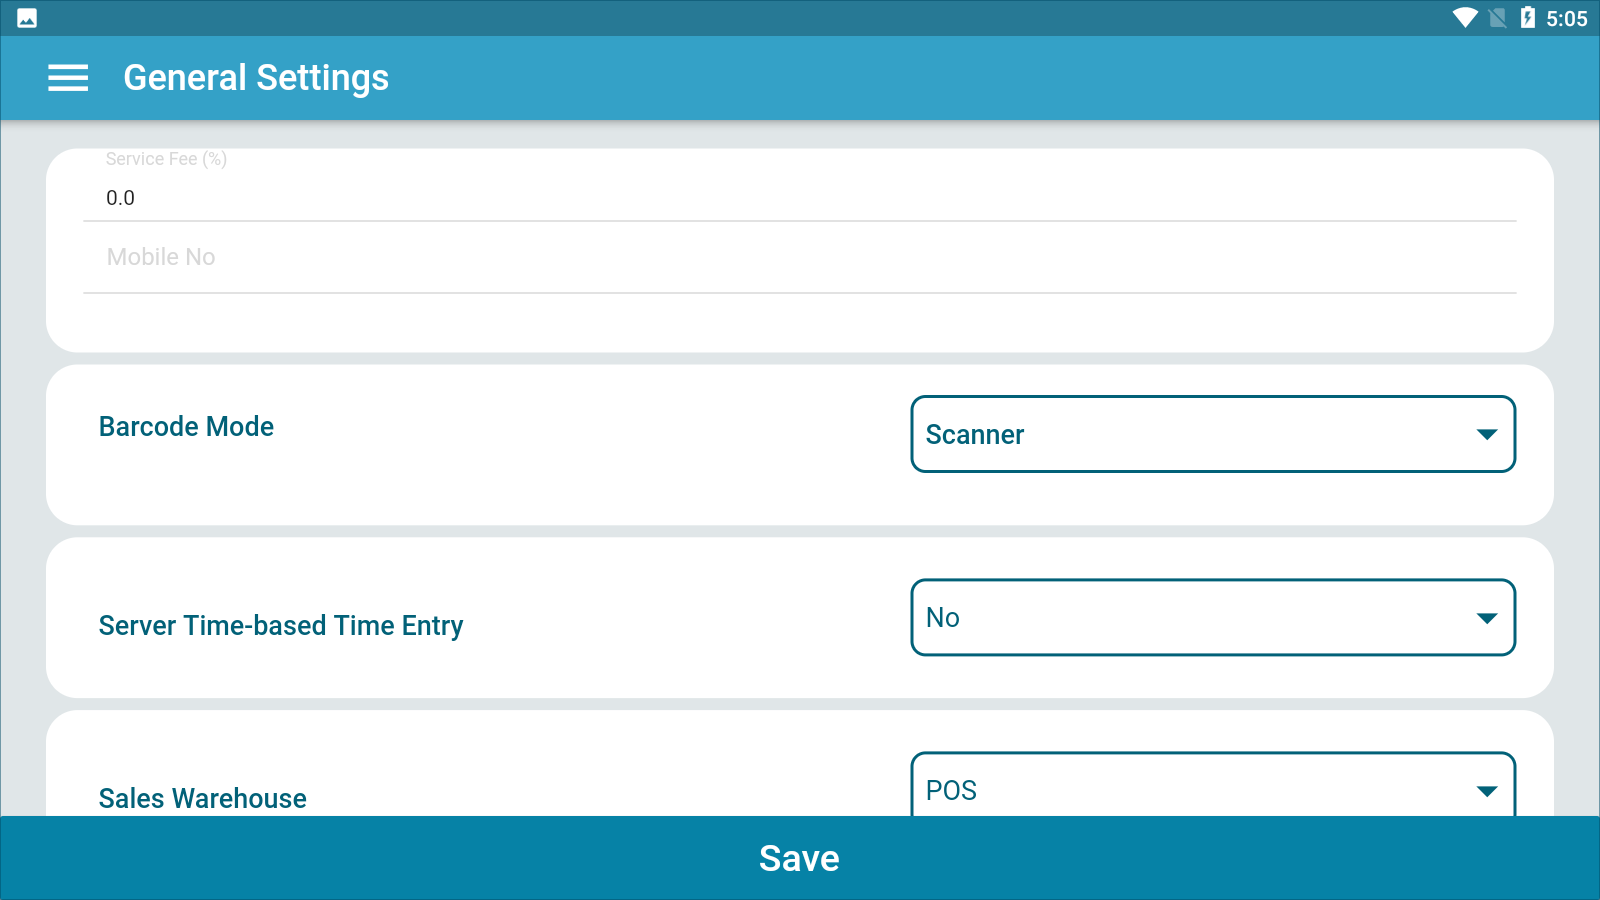 5:05
General Settings
Service Fee (%)
0.0
Mobile No
Barcode Mode
Scanner
Server Time-based Time Entry
No
Sales Warehouse
POS
Save